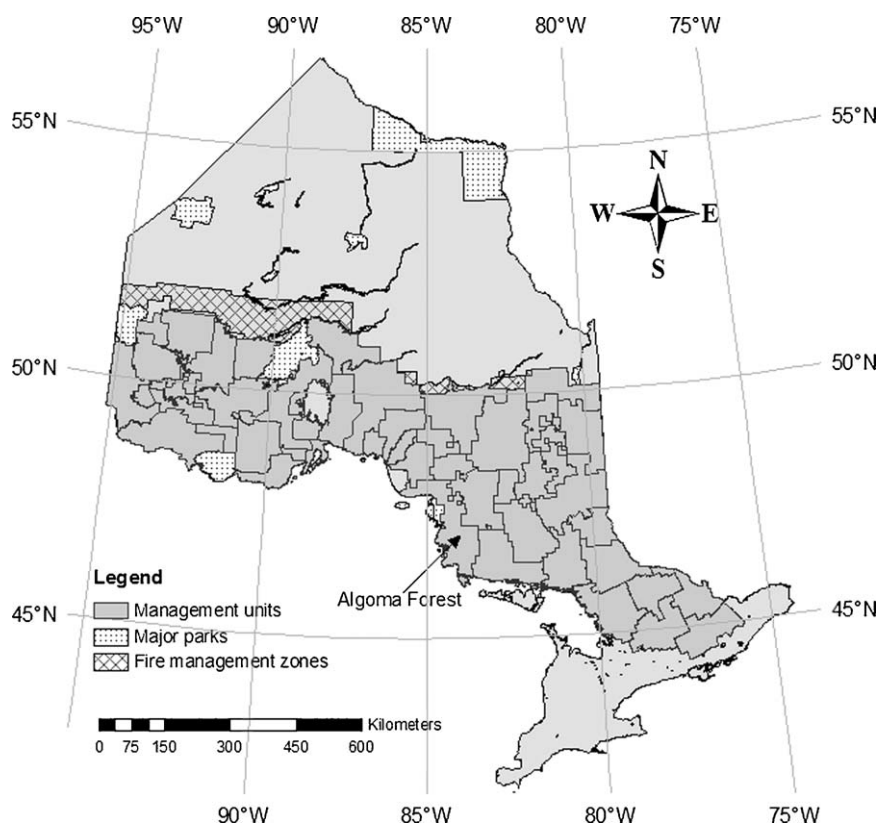 95°W 90°W 85°W 80°W 75°W
55°N 55°N
N
W E
S
50°N 50°N
Legend
Management units
Algoma Forest
45°N 45°N
Major parks
Fire management zones
Kilometers
0 75 150 300 450 600
90°W 85°W 80°W 75°W